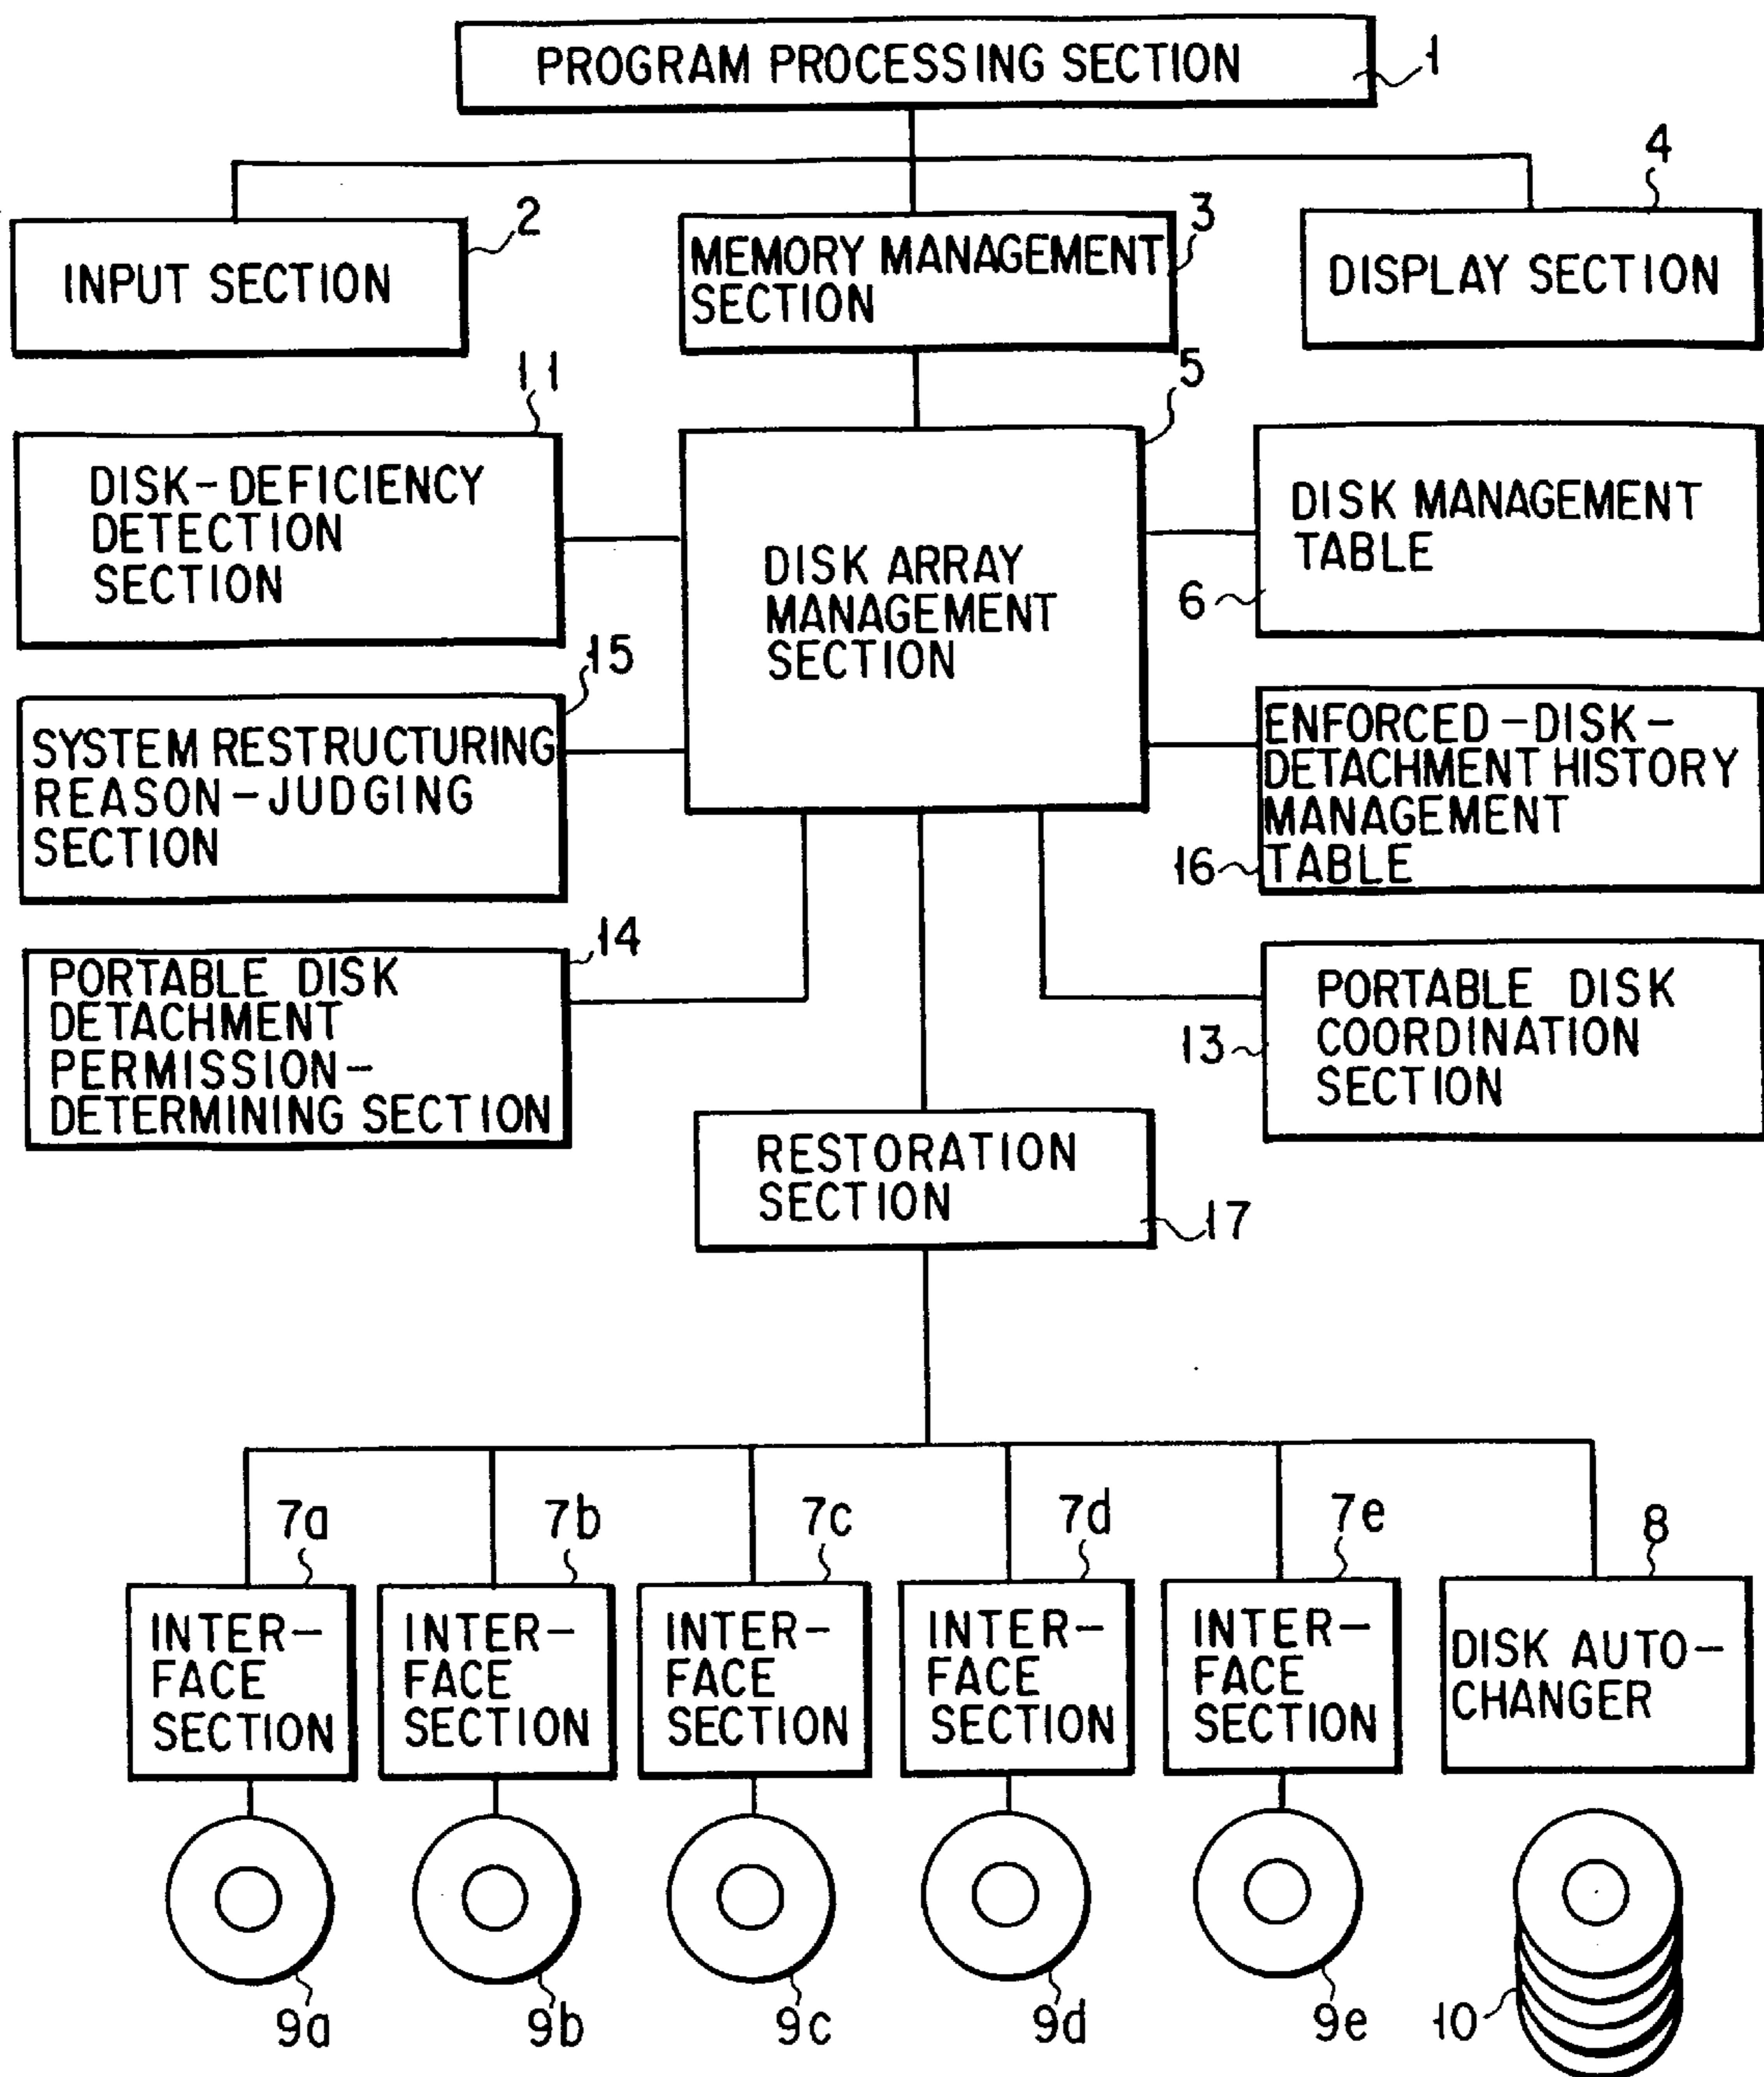 PROGRAM PROCESSING SECTION
1
4
2
3
INPUT SECTION
MEMORY MANAGEMENT
SECTION
DISPLAY SECTION
11
5
DISK-DEFICIENCY
DETECTION
SECTION
DISK ARRAY
MANAGEMENT
SECTION
DISK MANAGEMENT
TABLE
6
15
SYSTEM RESTRUCTURING
REASON-JUDGING
SECTION
ENFORCED-DISK-
DETACHMENT HISTORY
MANAGEMENT
TABLE
16
14
PORTABLE DISK
DETACHMENT
PERMISSION-
DETERMINING SECTION
PORTABLE DISK
COORDINATION
SECTION
13
RESTORATION
SECTION
17
7a
7b
7c
7d
7e
8
INTER-
FACE
SECTION
INTER-
FACE
SECTION
INTER-
FACE
SECTION
INTER-
FACE
SECTION
INTER-
FACE
SECTION
DISK AUTO-
CHANGER
9a
9b
9c
9d
9e
10